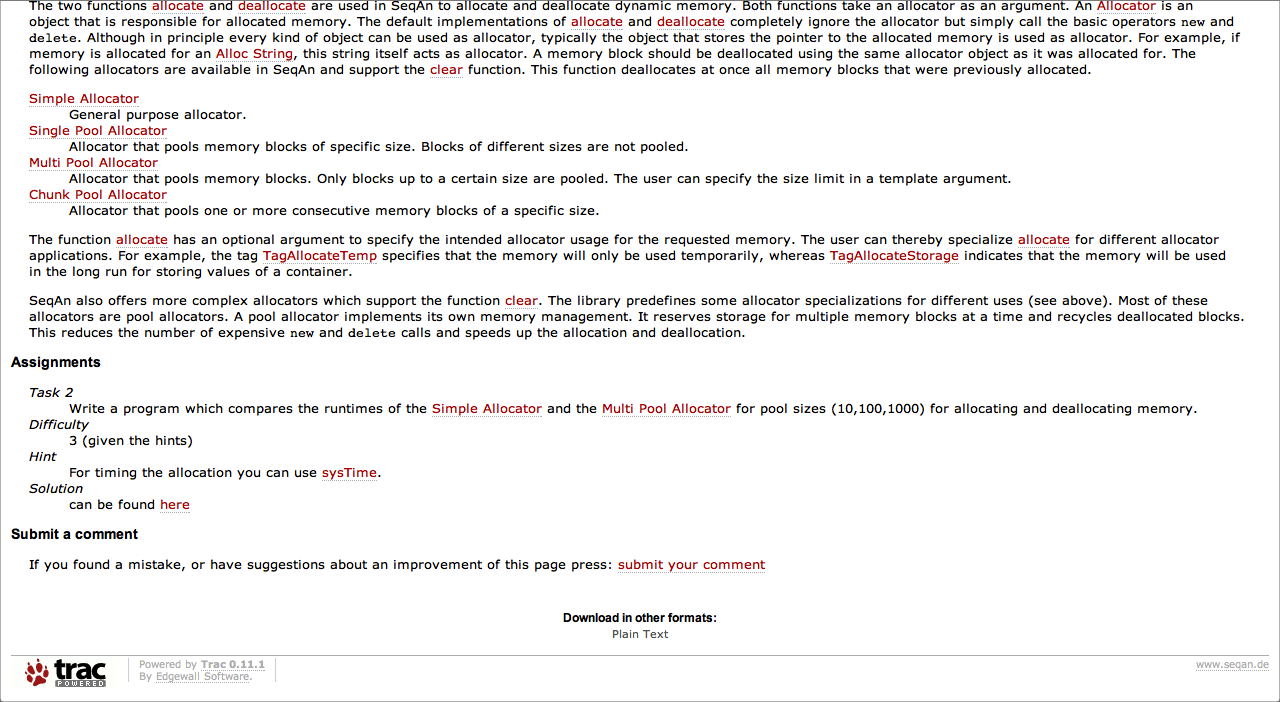 The two functions allocate and deallocate are used in SeqAn to allocate and deallocate dynamic memory. Both functions take an allocator as an argument. An Allocator is an
object that is responsible for allocated memory. The default implementations of allocate and deallocate completely ignore the allocator but simply call the basic operators new and
delete. Although in principle every kind of object can be used as allocator, typically the object that stores the pointer to the allocated memory is used as allocator. For example, if
memory is allocated for an Alloc String, this string itself acts as allocator. A memory block should be deallocated using the same allocator object as it was allocated for. The
following allocators are available in SeqAn and support the clear function. This function deallocates at once all memory blocks that were previously allocated.
Simple Allocator
General purpose allocator.
Single Pool Allocator
Allocator that pools memory blocks of specific size. Blocks of different sizes are not pooled.
Multi Pool Allocator
Allocator that pools memory blocks. Only blocks up to a certain size are pooled. The user can specify the size limit in a template argument.
Chunk Pool Allocator
Allocator that pools one or more consecutive memory blocks of a specific size.
The function allocate has an optional argument to specify the intended allocator usage for the requested memory. The user can thereby specialize allocate for different allocator
applications. For example, the tag TagAllocateTemp specifies that the memory will only be used temporarily, whereas TagAllocateStorage indicates that the memory will be used
in the long run for storing values of a container.
SeqAn also offers more complex allocators which support the function clear. The library predefines some allocator specializations for different uses (see above). Most of these
allocators are pool allocators. A pool allocator implements its own memory management. It reserves storage for multiple memory blocks at a time and recycles deallocated blocks.
This reduces the number of expensive new and delete calls and speeds up the allocation and deallocation.
Assignments
Task 2
Write a program which compares the runtimes of the Simple Allocator and the Multi Pool Allocator for pool sizes (10,100,1000) for allocating and deallocating memory.
Difficulty
3 (given the hints)
Hint
For timing the allocation you can use sysTime.
Solution
can be found here
Submit a comment
If you found a mistake, or have suggestions about an improvement of this page press: submit your comment
Download in other formats:
Plain Text
trac
POWERED
Powered by Trac 0.11.1
By Edgewall Software.
www.seqan.de